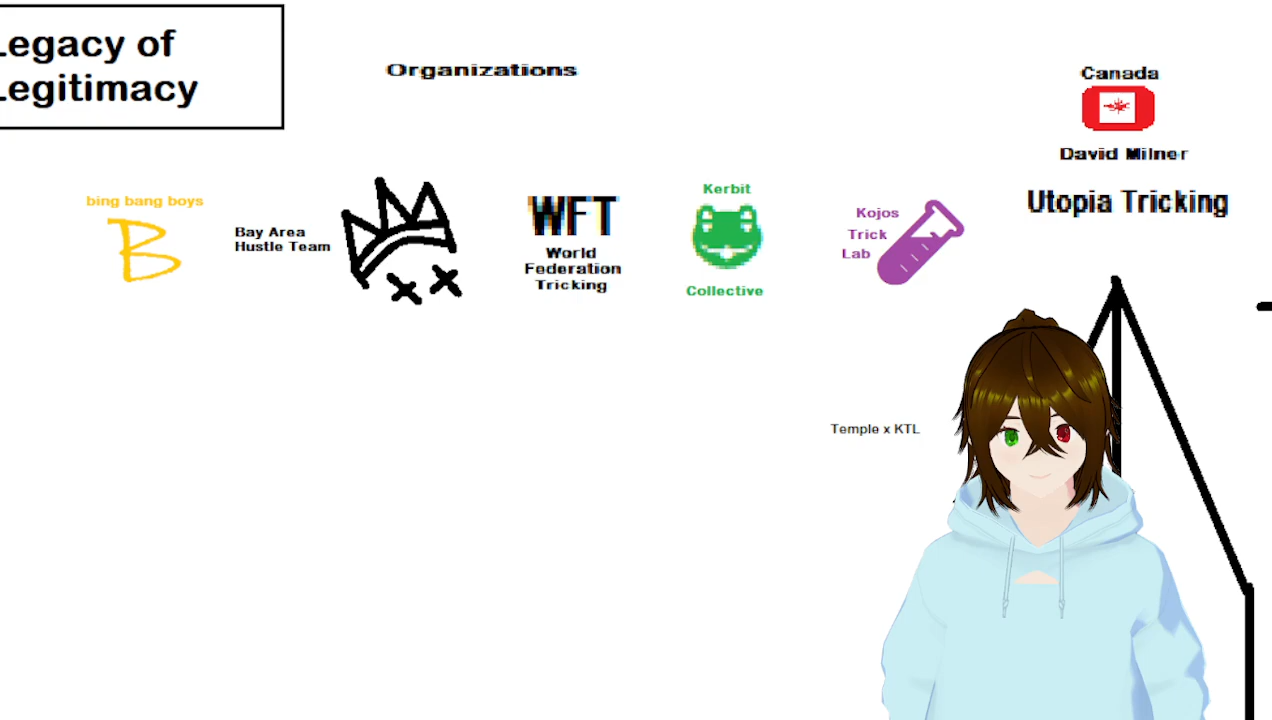 Legacy of
Legitimacy
Organizations
Canada
David Milner
Utopia Tricking
bing bang boys
B
Bay Area
Hustle Team
WFT
World
Federation
Tricking
Kerbit
Collective
Kojos
Trick
Lab
Temple x KTL